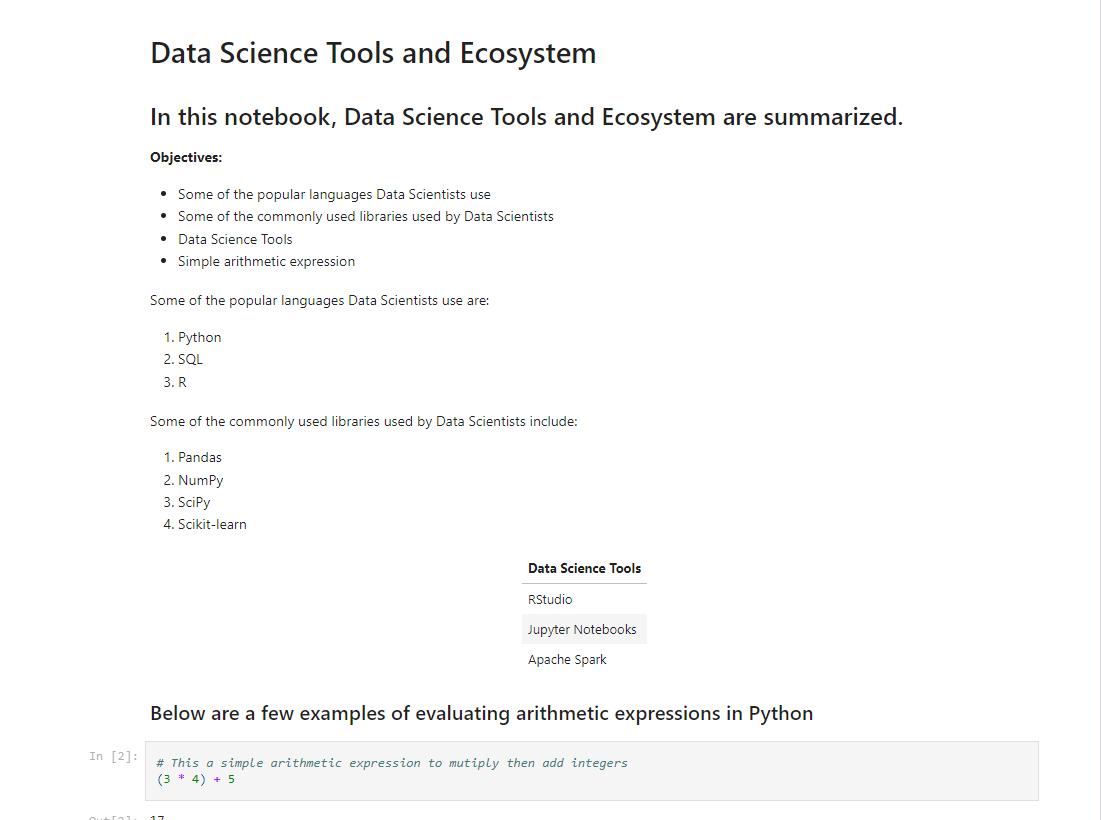 Data Science Tools and Ecosystem
In this notebook, Data Science Tools and Ecosystem are summarized.
Objectives:
Some of the popular languages Data Scientists use
Some of the commonly used libraries used by Data Scientists
Data Science Tools
Simple arithmetic expression
Some of the popular languages Data Scientists use are:
1. Python
2. SQL
3. R
Some of the commonly used libraries used by Data Scientists include:
1. Pandas
2. NumPy
3. SciPy
4. Scikit-learn
Data Science Tools
RStudio
Jupyter Notebooks
Apache Spark
Below are a few examples of evaluating arithmetic expressions in Python
In [2]: # This a simple arithmetic expression to mutiply then add integers
(3 * 4) + 5
Out[2]: 17